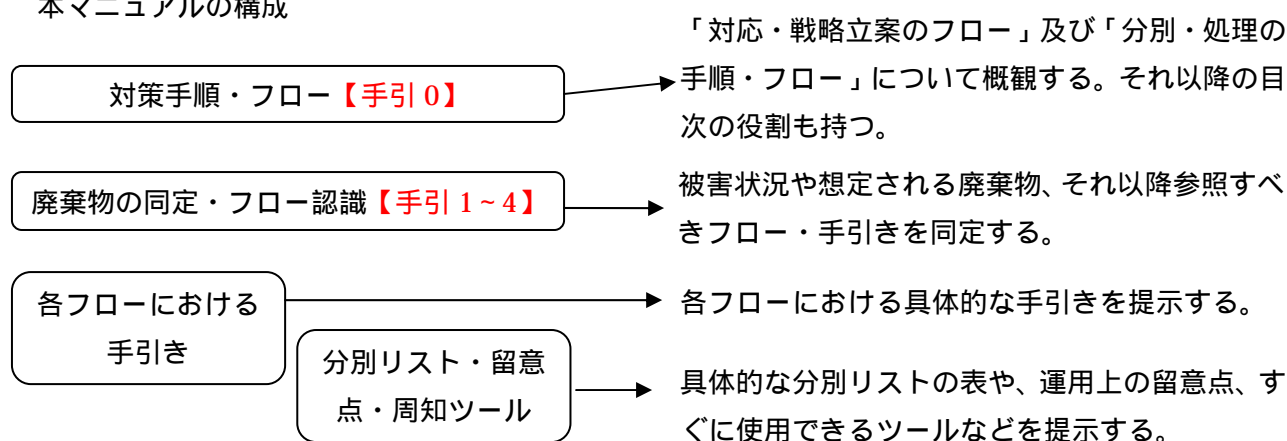 本マニュアルの構成
「対応・戦略立案のフロー」及び「分別・処理の
手順・フロー」について概観する。それ以降の目
次の役割も持つ。
対策手順・フロー【手引 0】
被害状況や想定される廃棄物、それ以降参照すべ
きフロー・手引きを同定する。
廃棄物の同定・フロー認識【手引 1~4】
各フローにおける
手引き
各フローにおける具体的な手引きを提示する。
分別リスト・留意
点・周知ツール
具体的な分別リストの表や、運用上の留意点、す
ぐに使用できるツールなどを提示する。